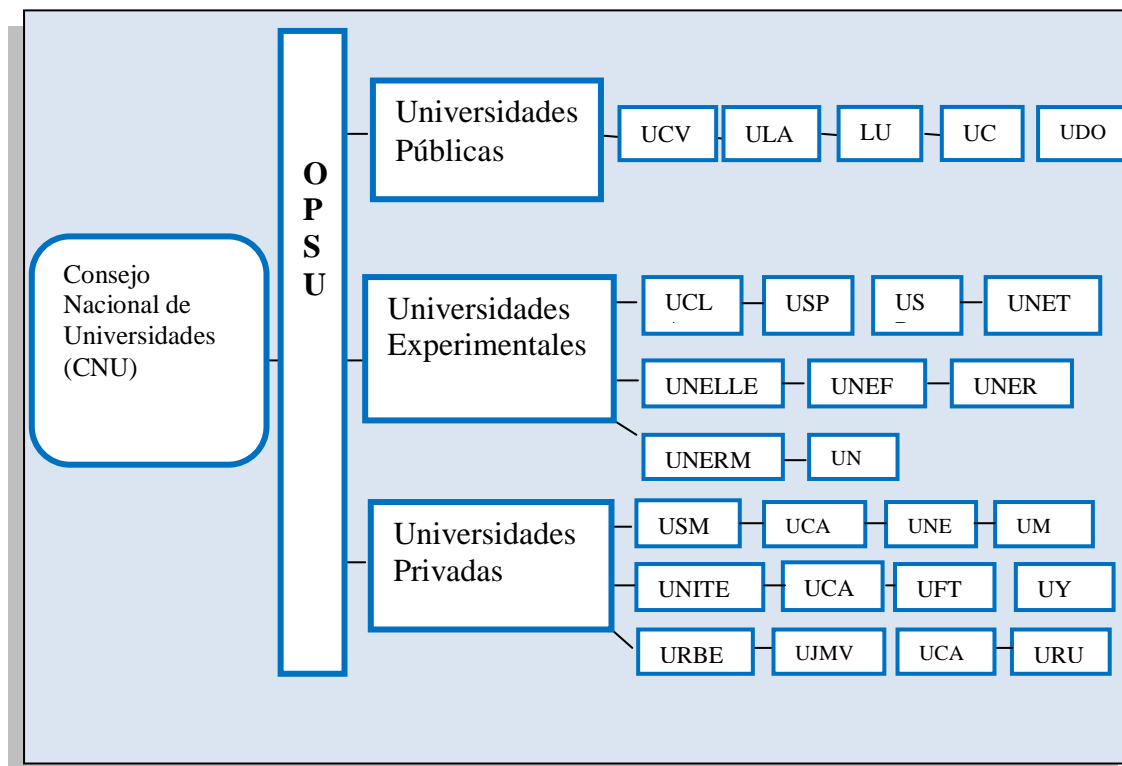 Consejo
Nacional de
Universidades
(CNU)
O
P
S
U
Universidades
Públicas
UCV
ULA
LU
UC
UDO
Universidades
Experimentales
UCL
USP
US
UNET
UNELLE
UNEF
UNER
UNERM
UN
Universidades
Privadas
USM
UCA
UNE
UM
UNITE
UCA
UFT
UY
URBE
UJMV
UCA
URU